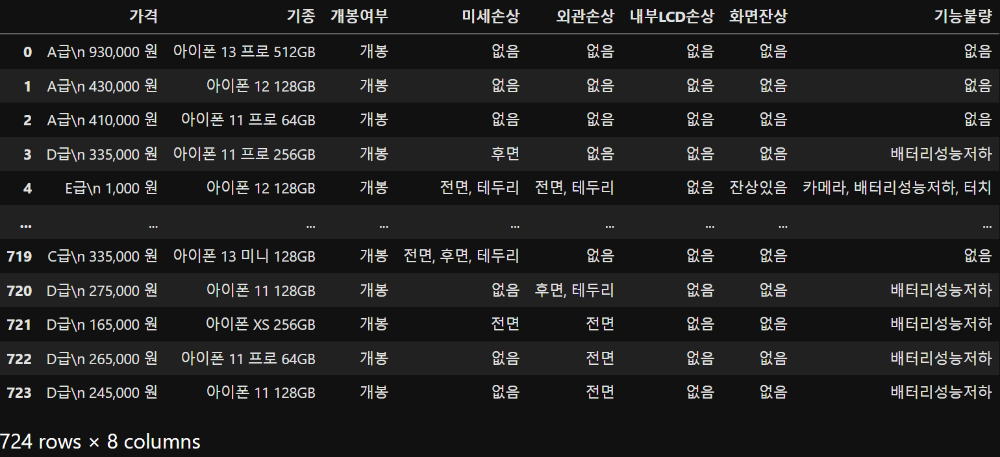 가격 기종 개봉여부 미세손상 외관손상 내부LCD손상 화면잔상 기능불량
0 A급\n 930,000 원 아이폰 13 프로 512GB 개봉 없음 없음 없음 없음 없음
1 A급\n 430,000 원 아이폰 12 128GB 개봉 없음 없음 없음 없음 없음
2 A급\n 410,000 원 아이폰 11 프로 64GB 개봉 없음 없음 없음 없음 없음
3 D급\n 335,000 원 아이폰 11 프로 256GB 개봉 후면 없음 없음 없음 배터리성능저하
4 E급\n 1,000 원 아이폰 12 128GB 개봉 전면, 테두리 전면, 테두리 없음 잔상있음 카메라, 배터리성능저하, 터치
... ... ... ... ... ... ... ... ...
719 C급\n 335,000 원 아이폰 13 미니 128GB 개봉 전면, 후면, 테두리 없음 없음 없음 없음
720 D급\n 275,000 원 아이폰 11 128GB 개봉 없음 후면, 테두리 없음 없음 배터리성능저하
721 D급\n 165,000 원 아이폰 XS 256GB 개봉 전면 전면 없음 없음 배터리성능저하
722 D급\n 265,000 원 아이폰 11 프로 64GB 개봉 없음 전면 없음 없음 배터리성능저하
723 D급\n 245,000 원 아이폰 11 128GB 개봉 없음 전면 없음 없음 배터리성능저하
724 rows × 8 columns